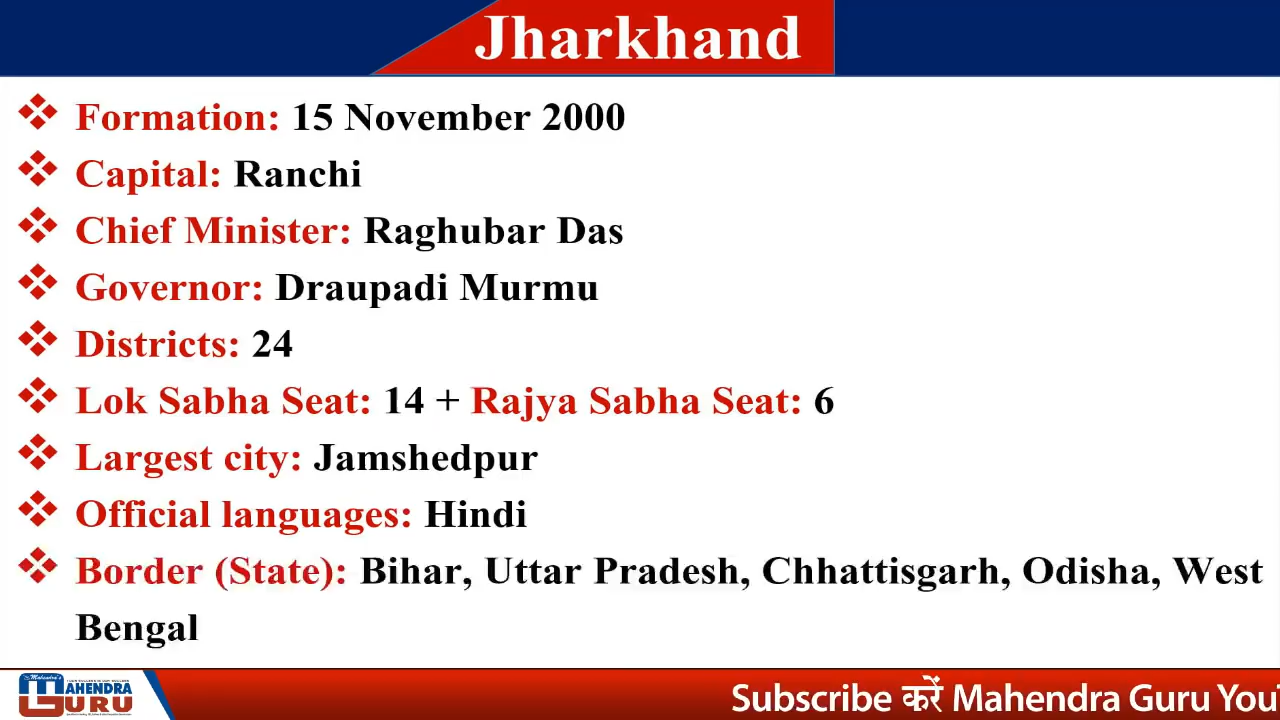 Jharkhand
Formation: 15 November 2000
Capital: Ranchi
Chief Minister: Raghubar Das
Governor: Draupadi Murmu
Districts: 24
Lok Sabha Seat: 14 + Rajya Sabha Seat: 6
Largest city: Jamshedpur
Official languages: Hindi
Border (State): Bihar, Uttar Pradesh, Chhattisgarh, Odisha, West
Bengal
Mahendra's
MAHENDRA
GURU
Subscribe करें Mahendra Guru You